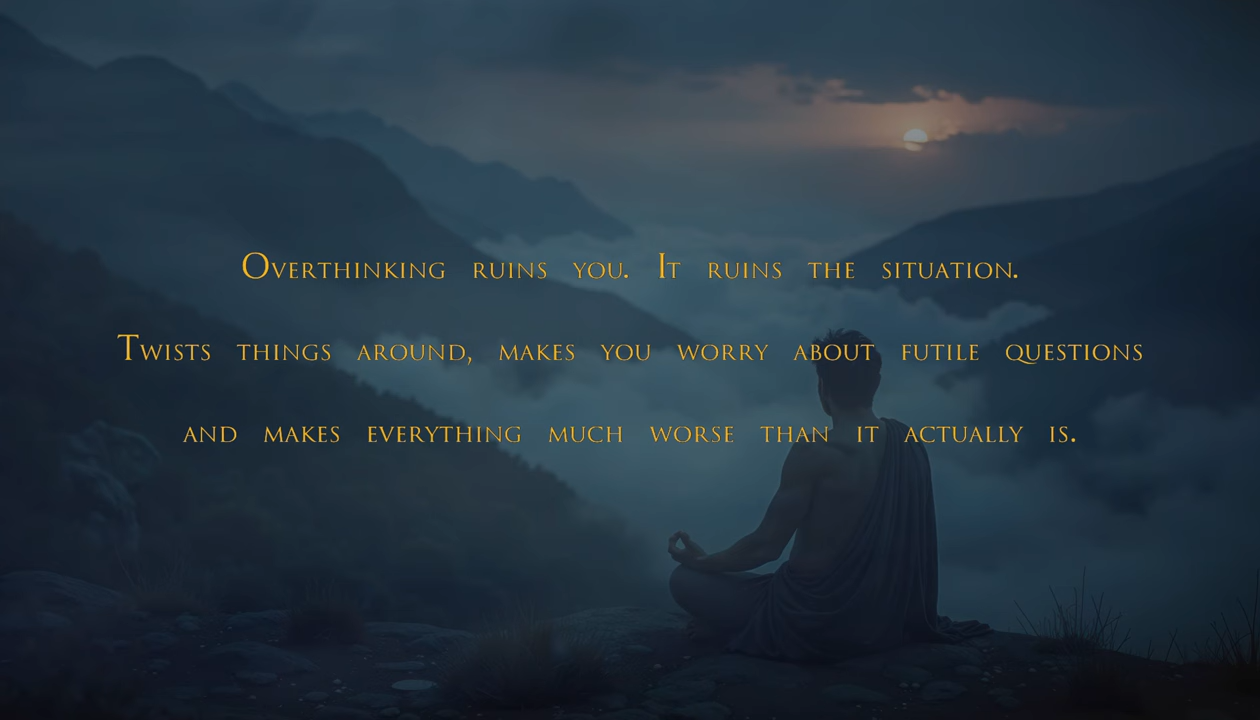 Overthinking ruins you. It ruins the situation.
Twists things around, makes you worry about futile questions
and makes everything much worse than it actually is.